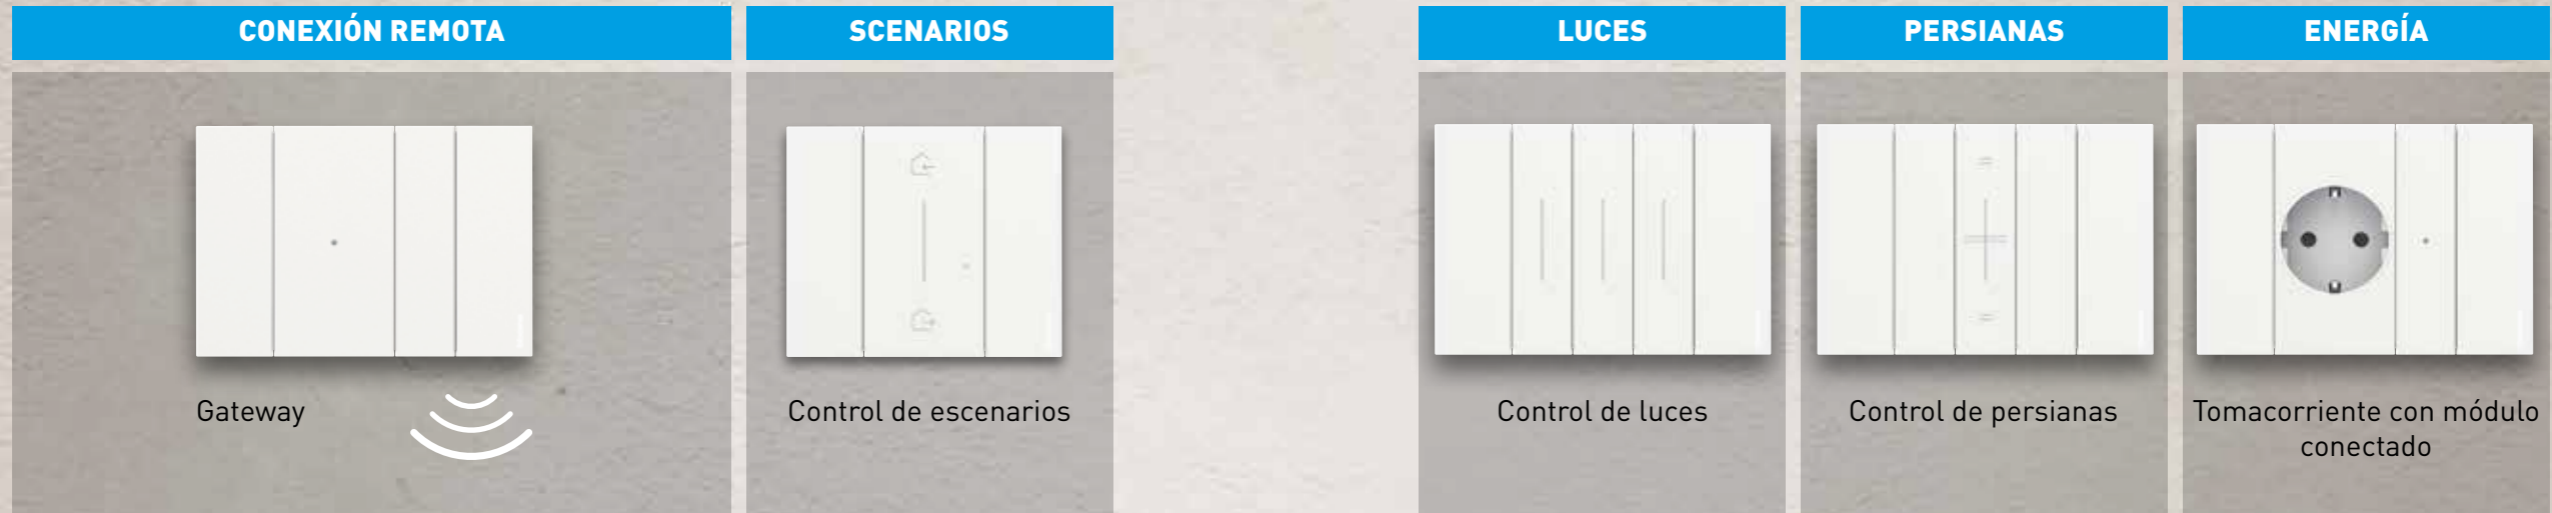 CONEXIÓN REMOTA
SCENARIOS
LUCES
PERSIANAS
ENERGÍA
Gateway
Control de escenarios
Control de luces
Control de persianas
Tomacorriente con módulo
conectado